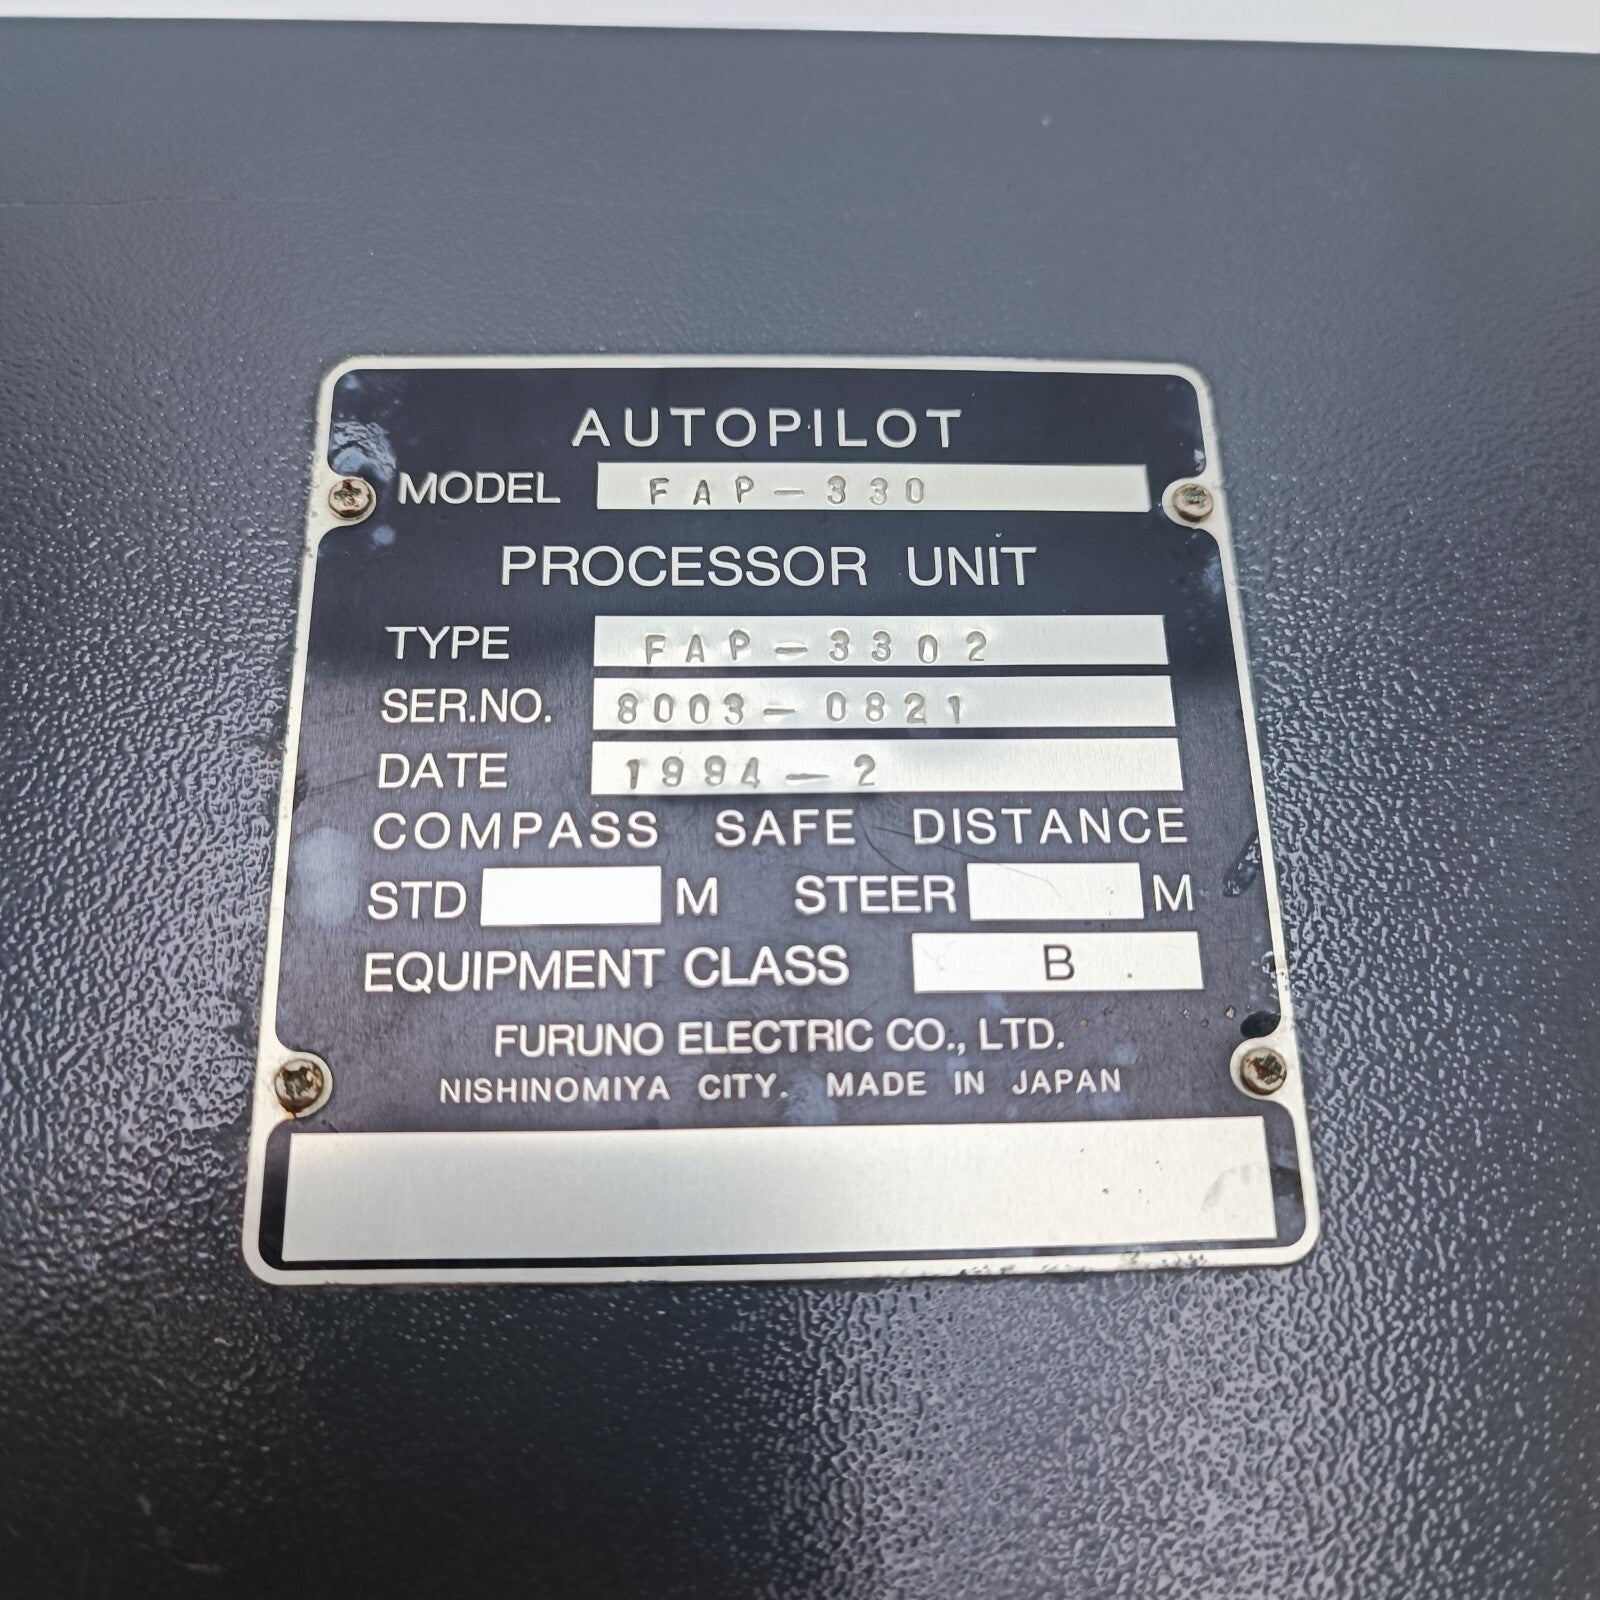 AUTOPILOT
MODEL FAP-330
PROCESSOR UNIT
TYPE FAP-3302
SER.NO. 8003-0821
DATE 1994-2
COMPASS SAFE DISTANCE
STD M STEER M
EQUIPMENT CLASS B
FURUNO ELECTRIC CO., LTD.
NISHINOMIYA CITY. MADE IN JAPAN